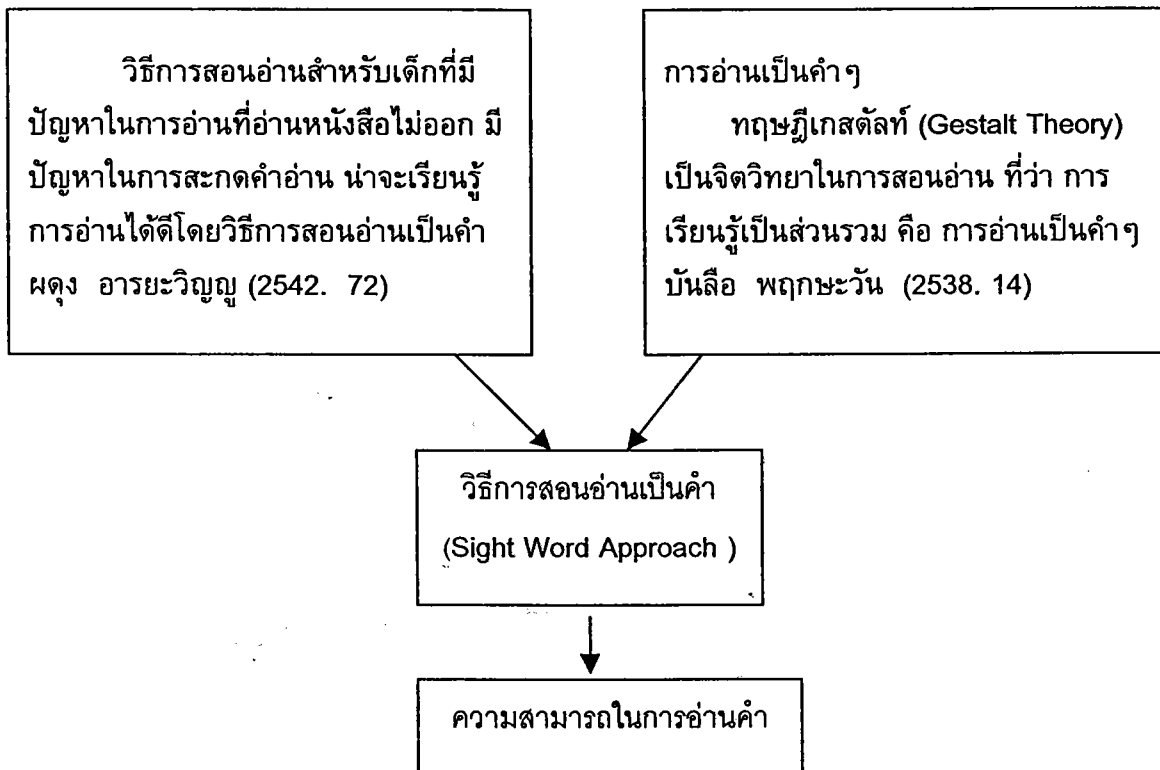 วิธีการสอนอ่านสำหรับเด็กที่มี
ปัญหาในการอ่านที่อ่านหนังสือไม่ออก มี
ปัญหาในการสะกดคำอ่าน น่าจะเรียนรู้
การอ่านได้ดีโดยวิธีการสอนอ่านเป็นคำ
ผดุง อารยะวิญญู (2542. 72)
การอ่านเป็นคำๆ
ทฤษฎีเกสตัลท์ (Gestalt Theory)
เป็นจิตวิทยาในการสอนอ่าน ที่ว่า การ
เรียนรู้เป็นส่วนรวม คือ การอ่านเป็นคำๆ
บันลือ พฤกษะวัน (2538. 14)
วิธีการสอนอ่านเป็นคำ
(Sight Word Approach )
ความสามารถในการอ่านคำ